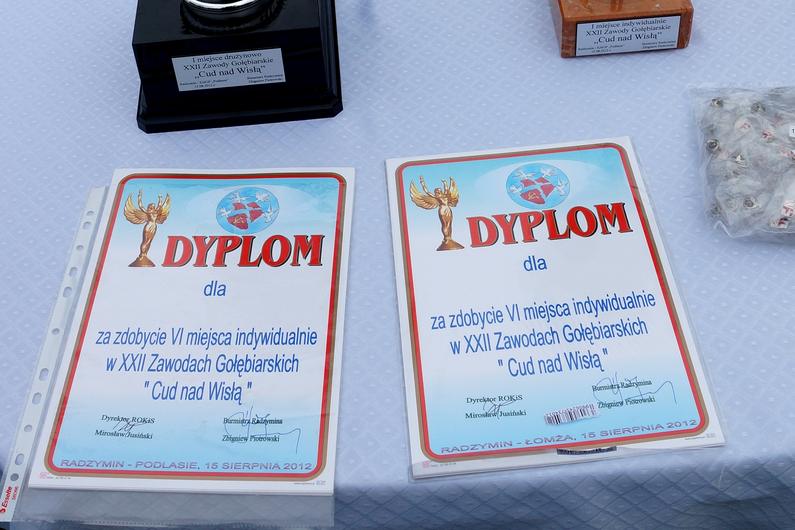 I miejsce drużynowo
XXII Zawody Gołębiarskie
„Cud nad Wisłą"
I miejsce indywidualnie
XXII Zawody Gołębiarskie
„Cud nad Wisłą"
DYPLOM
dla
za zdobycie VI miejsca indywidualnie
w XXII Zawodach Gołębiarskich
" Cud nad Wisłą "
Dyrektor ROKiS
Mirosław Jusiński
Burmistrz Radzymina
Zbigniew Piotrowski
RADZYMIN - PODLASIE, 15 SIERPNIA 2012
Esselte
DYPLOM
dla
za zdobycie VI miejsca indywidualnie
w XXII Zawodach Gołębiarskich
" Cud nad Wisłą"
Dyrektor ROKiS
Mirosław Jusiński
Burmistrz Radzymina
Zbigniew Piotrowski
RADZYMIN - ŁOMŻA, 15 SIERPNIA 2012